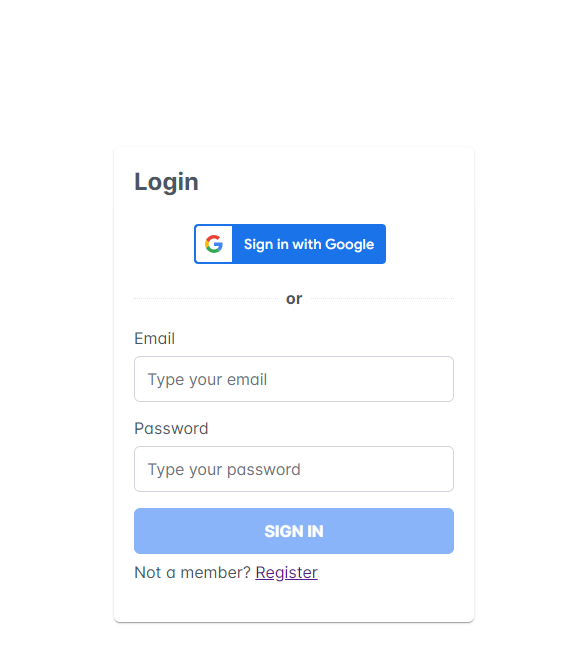 Login
Sign in with Google
or
Email
Type your email
Password
Type your password
SIGN IN
Not a member? Register